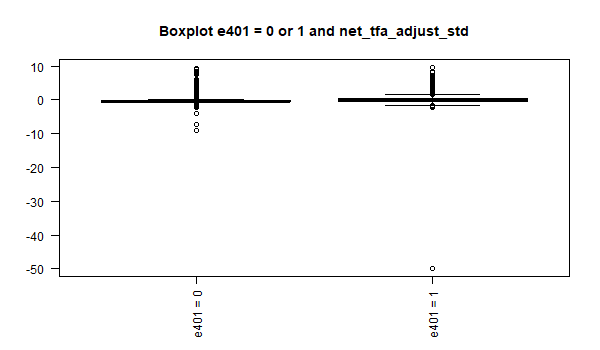 Boxplot e401 = 0 or 1 and net_tfa_adjust_std
10
0
-10
-20
-30
-40
-50
e401 = 0
e401 = 1